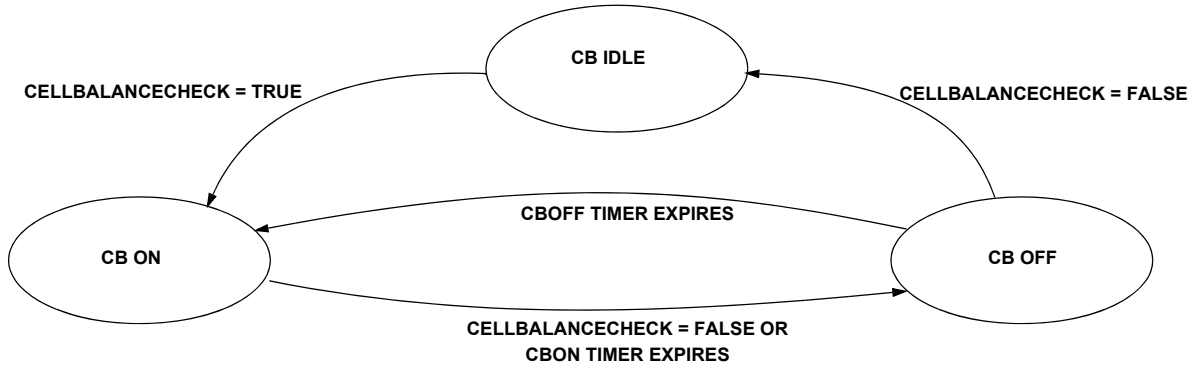 CB IDLE
CELLBALANCECHECK = TRUE
CELLBALANCECHECK = FALSE
CBOFF TIMER EXPIRES
CB ON
CB OFF
CELLBALANCECHECK = FALSE OR
CBON TIMER EXPIRES